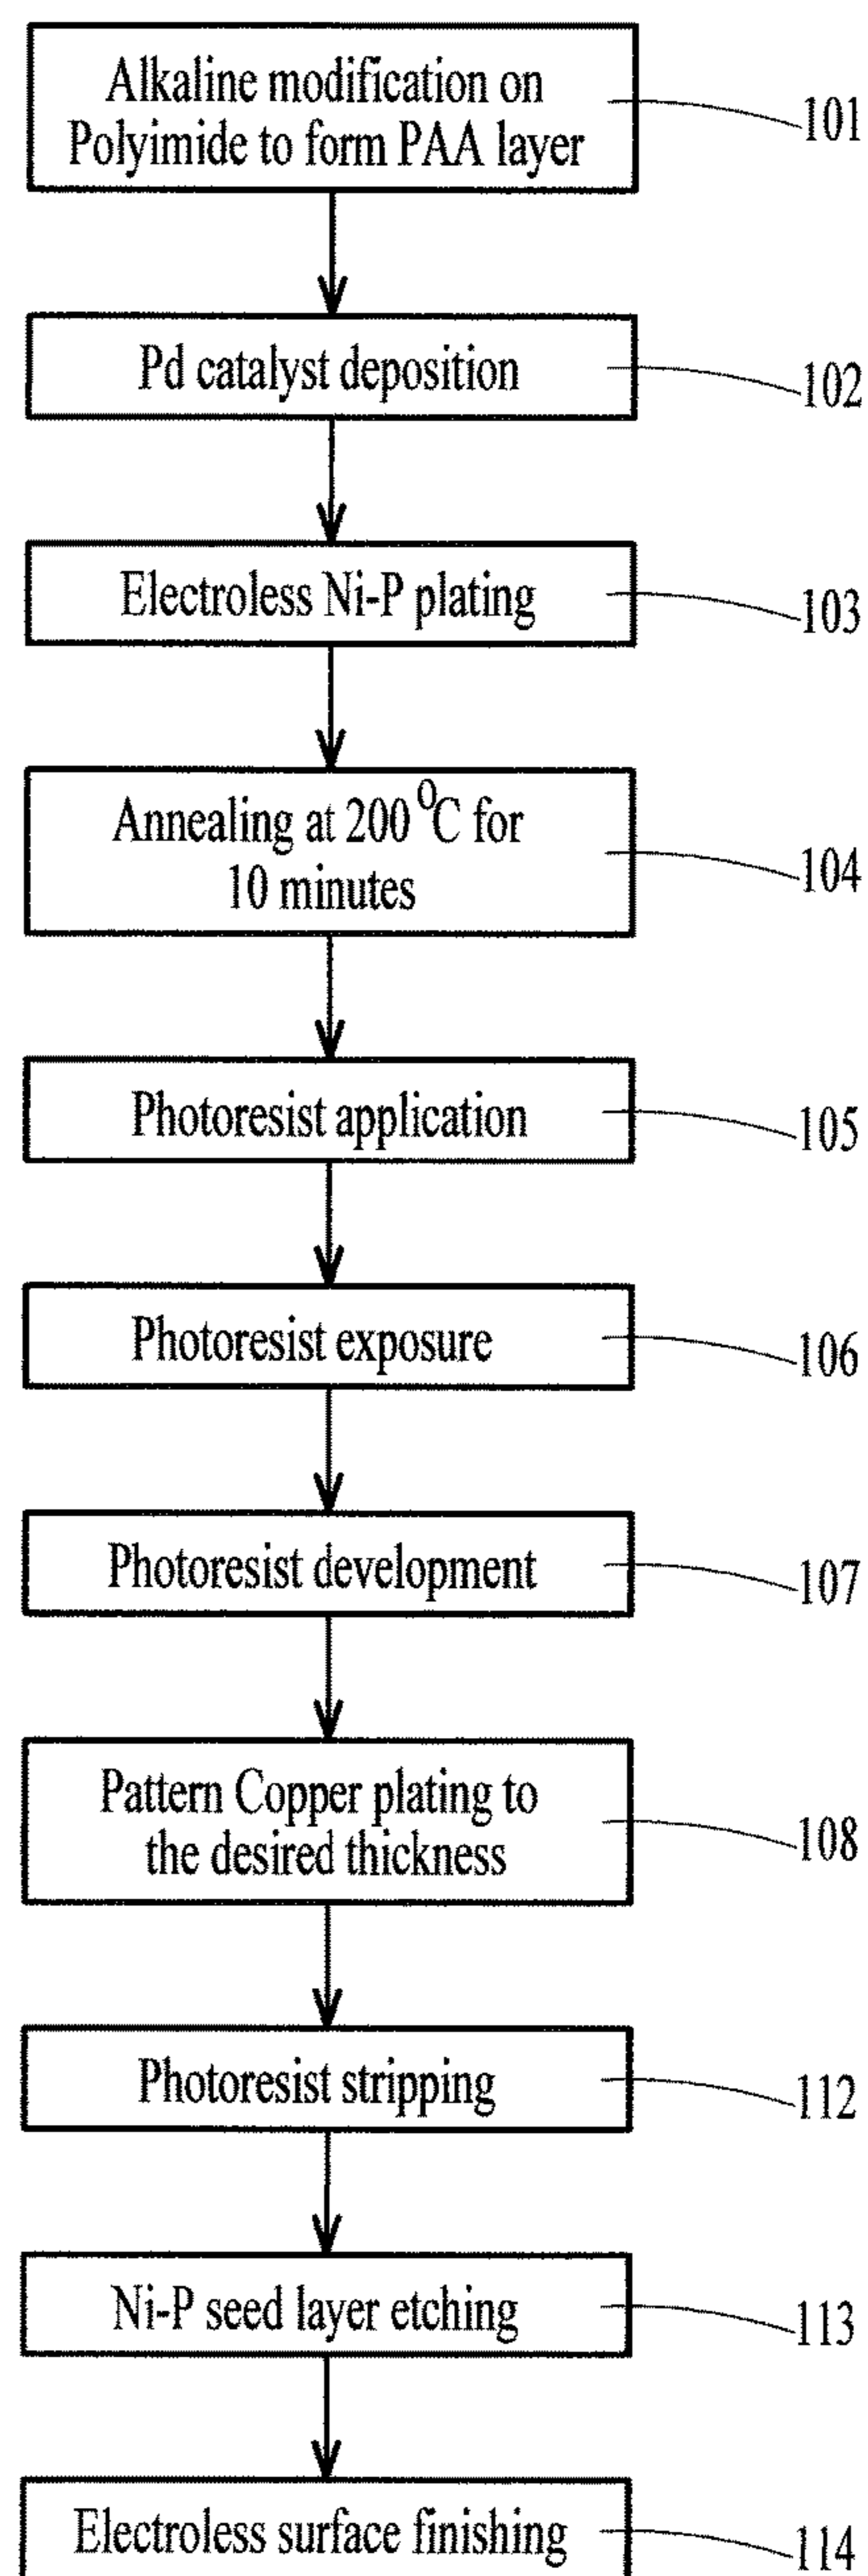 Alkaline modification on
Polyimide to form PAA layer
101
Pd catalyst deposition
102
Electroless Ni-P plating
103
Annealing at 200 °C for
10 minutes
104
Photoresist application
105
Photoresist exposure
106
Photoresist development
107
Pattern Copper plating to
the desired thickness
108
Photoresist stripping
112
Ni-P seed layer etching
113
Electroless surface finishing
114